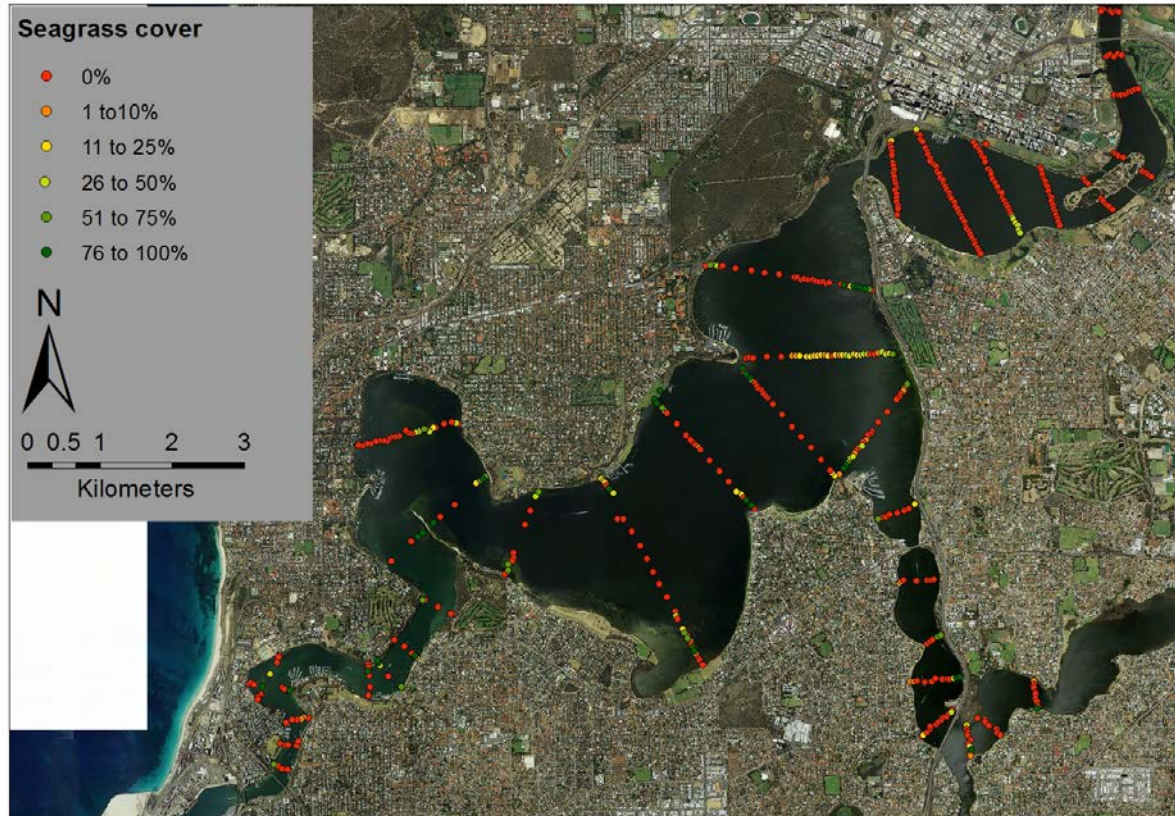 Seagrass cover
0%
1 to10%
11 to 25%
26 to 50%
51 to 75%
76 to 100%
N
0 0.5 1 2 3
Kilometers